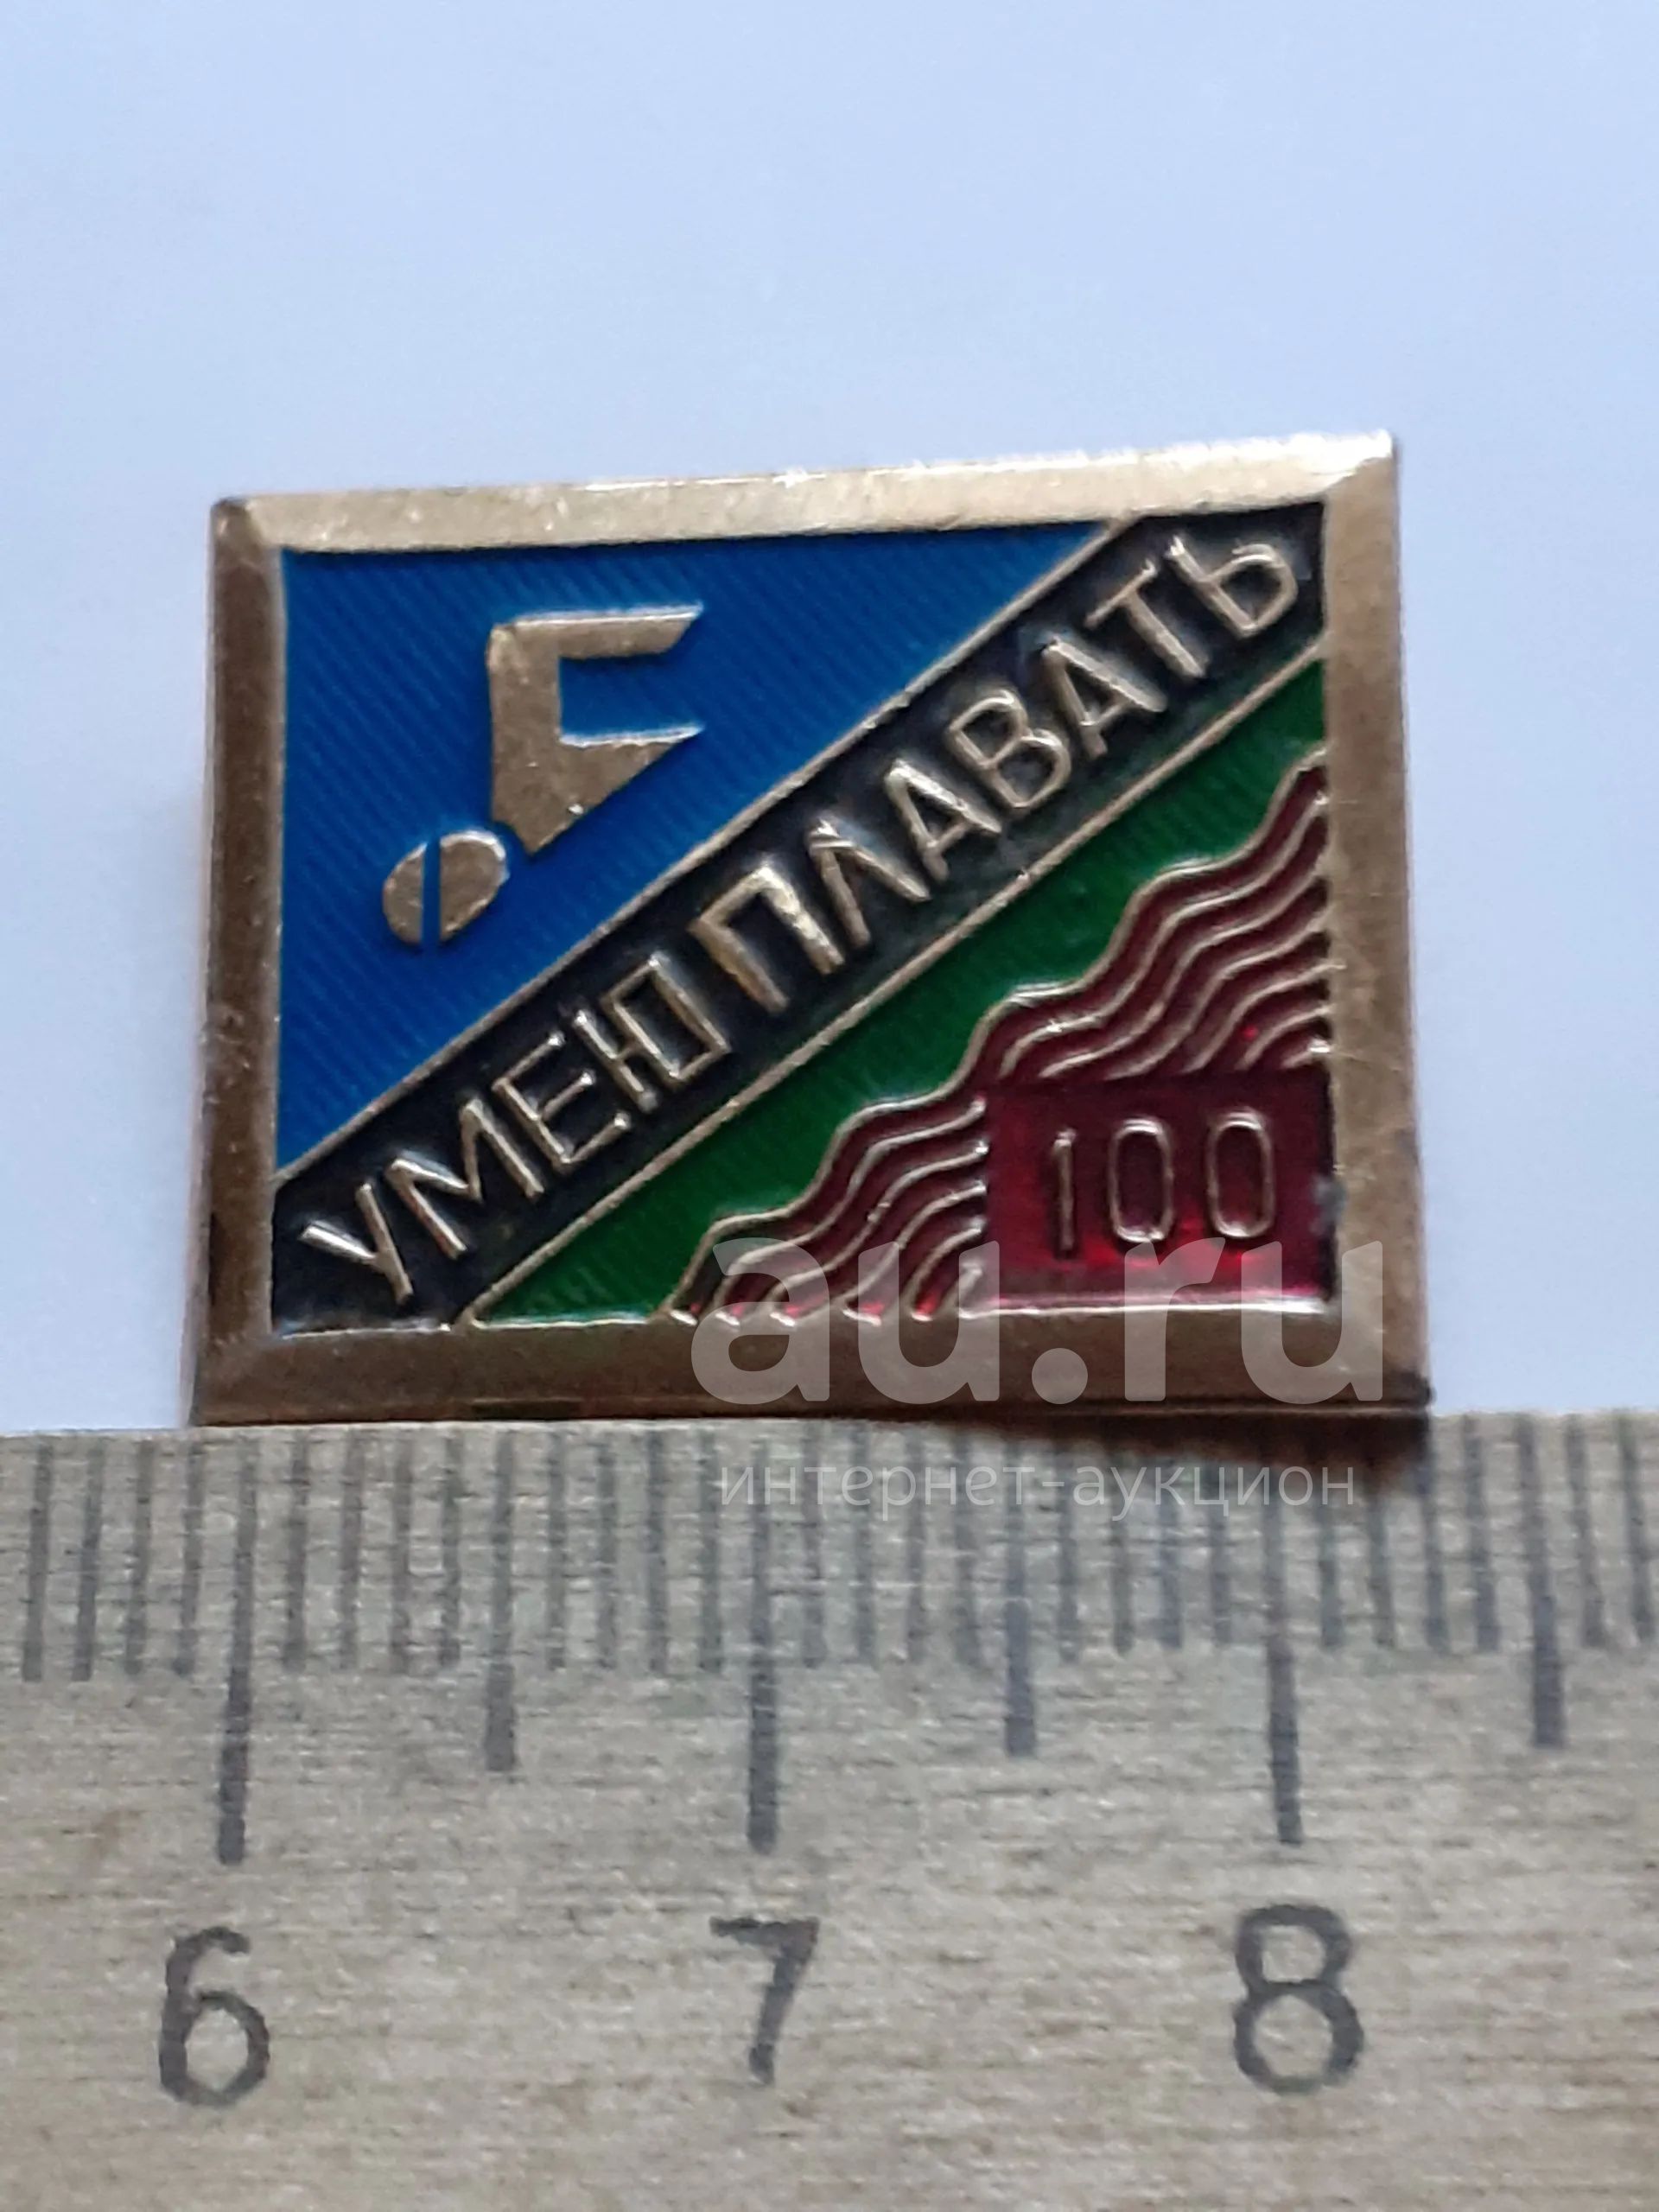 УМЕЮ ПЛАВАТЬ
100
au.ru
интернет-аукцион
6 7 8